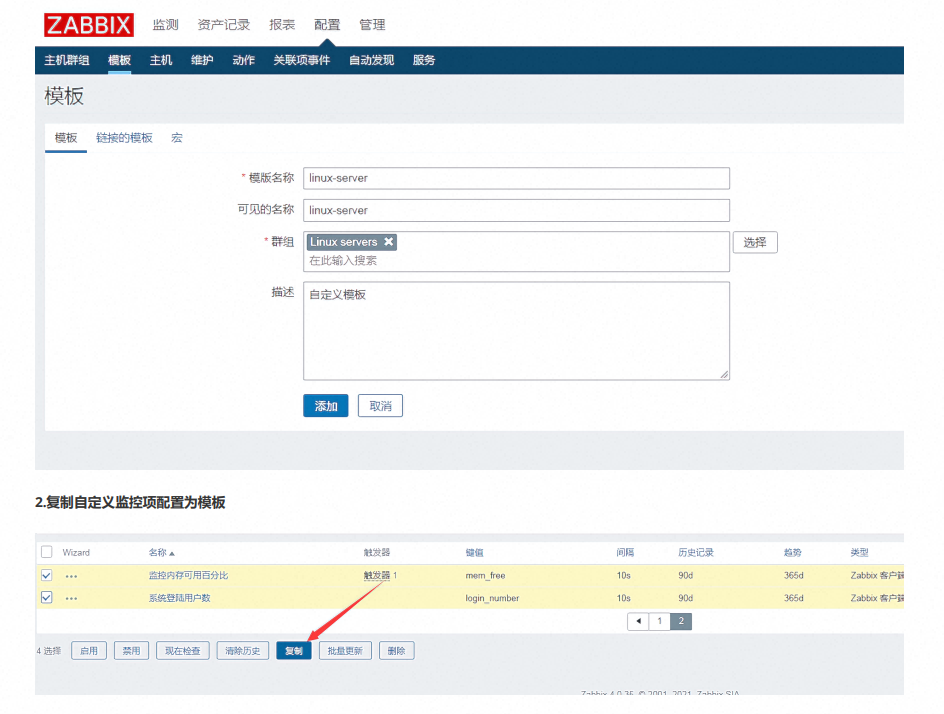 ZABBIX 监测 资产记录 报表 配置 管理
主机群组 模板 主机 维护 动作 关联项事件 自动发现 服务
模板
模板 链接的模板 宏
* 模版名称 linux-server
可见的名称 linux-server
* 群组 Linux servers ✖ 选择
在此输入搜索
描述 自定义模板
添加 取消
2.复制自定义监控项配置为模板
Wizard 名称 ▲ 触发器 键值 间隔 历史记录 趋势 类型
••• 监控内存可用百分比 触发器 1 mem_free 10s 90d 365d Zabbix 客户端
••• 系统登陆用户数 login_number 10s 90d 365d Zabbix 客户端
◀ 1 2
4 选择 启用 禁用 现在检查 清除历史 复制 批量更新 删除
Zabbix 4.0.36. © 2001–2021, Zabbix SIA